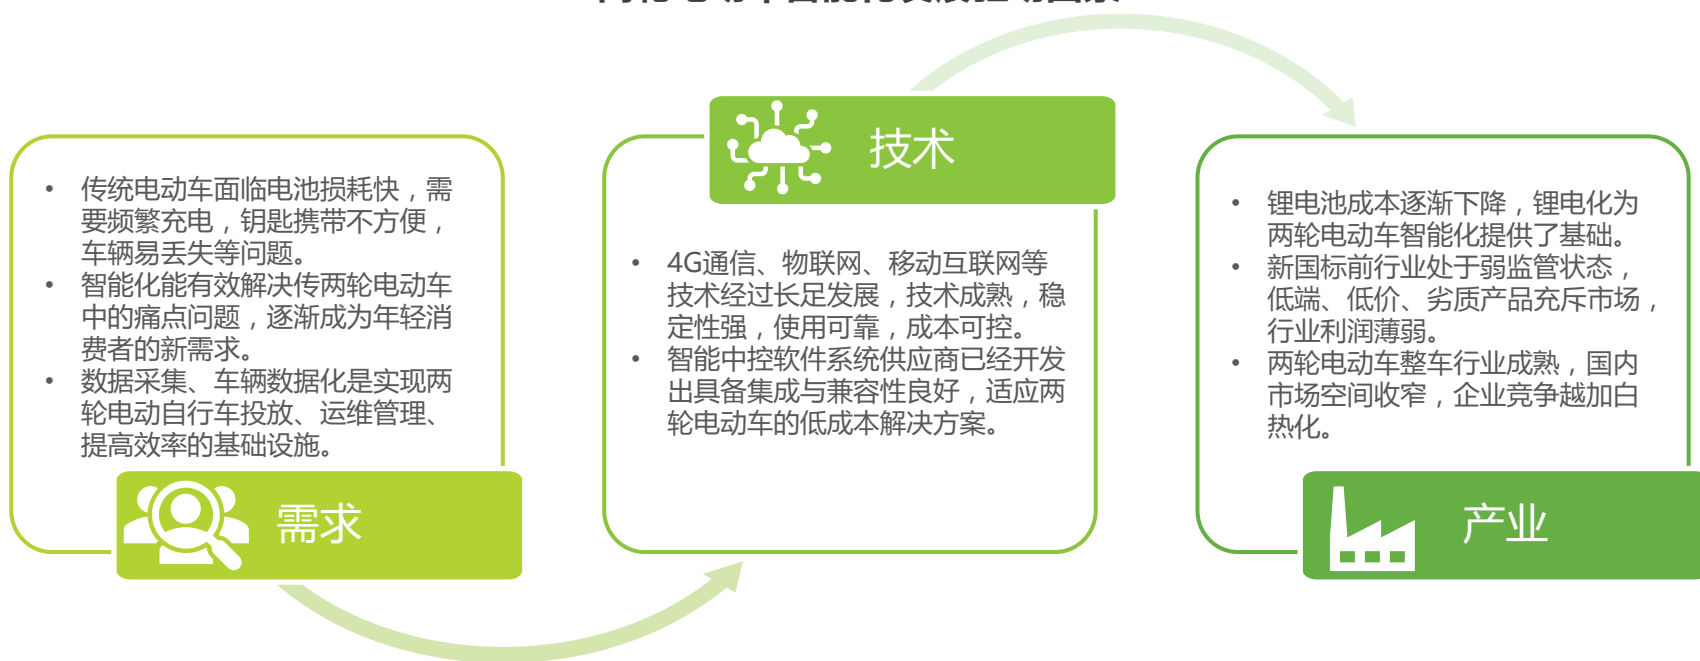 • 传统电动车面临电池损耗快，需
要频繁充电，钥匙携带不方便，
车辆易丢失等问题。
• 智能化能有效解决传两轮电动车
中的痛点问题，逐渐成为年轻消
费者的新需求。
• 数据采集、车辆数据化是实现两
轮电动自行车投放、运维管理、
提高效率的基础设施。
需求
技术
• 4G通信、物联网、移动互联网等
技术经过长足发展，技术成熟，稳
定性强，使用可靠，成本可控。
• 智能中控软件系统供应商已经开发
出具备集成与兼容性良好，适应两
轮电动车的低成本解决方案。
• 锂电池成本逐渐下降，锂电化为
两轮电动车智能化提供了基础。
• 新国标前行业处于弱监管状态，
低端、低价、劣质产品充斥市场，
行业利润薄弱。
• 两轮电动车整车行业成熟，国内
市场空间收窄，企业竞争越加白
热化。
产业